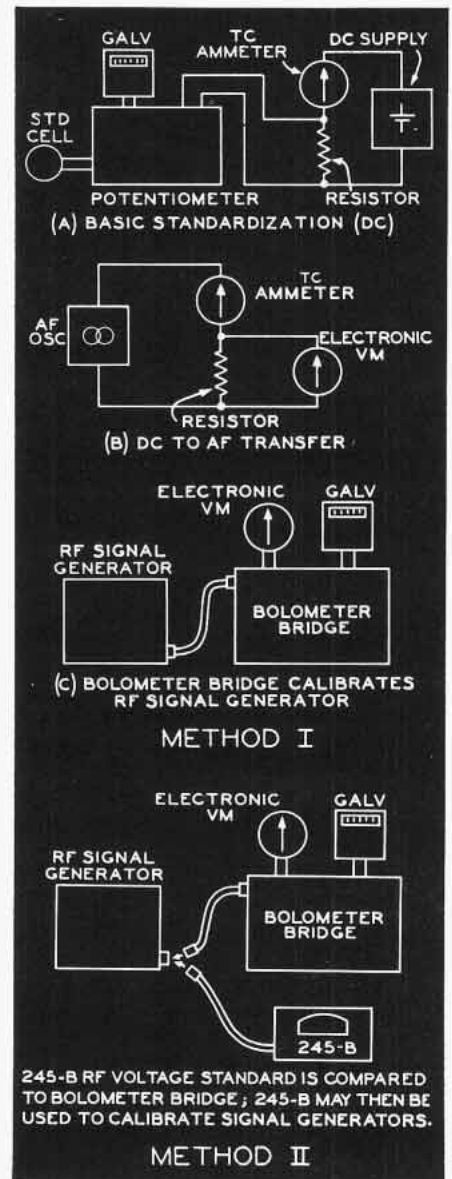 GALV
TC
AMMETER
DC SUPPLY
STD
CELL
POTENTIOMETER
RESISTOR
(A) BASIC STANDARDIZATION (DC)
TC
AMMETER
AF
OSC
ELECTRONIC
VM
RESISTOR
(B) DC TO AF TRANSFER
ELECTRONIC
VM
GALV
RF SIGNAL
GENERATOR
BOLOMETER
BRIDGE
(C) BOLOMETER BRIDGE CALIBRATES
RF SIGNAL GENERATOR
METHOD I
ELECTRONIC
VM
GALV
RF SIGNAL
GENERATOR
BOLOMETER
BRIDGE
245-B
245-B RF VOLTAGE STANDARD IS COMPARED
TO BOLOMETER BRIDGE; 245-B MAY THEN BE
USED TO CALIBRATE SIGNAL GENERATORS.
METHOD II